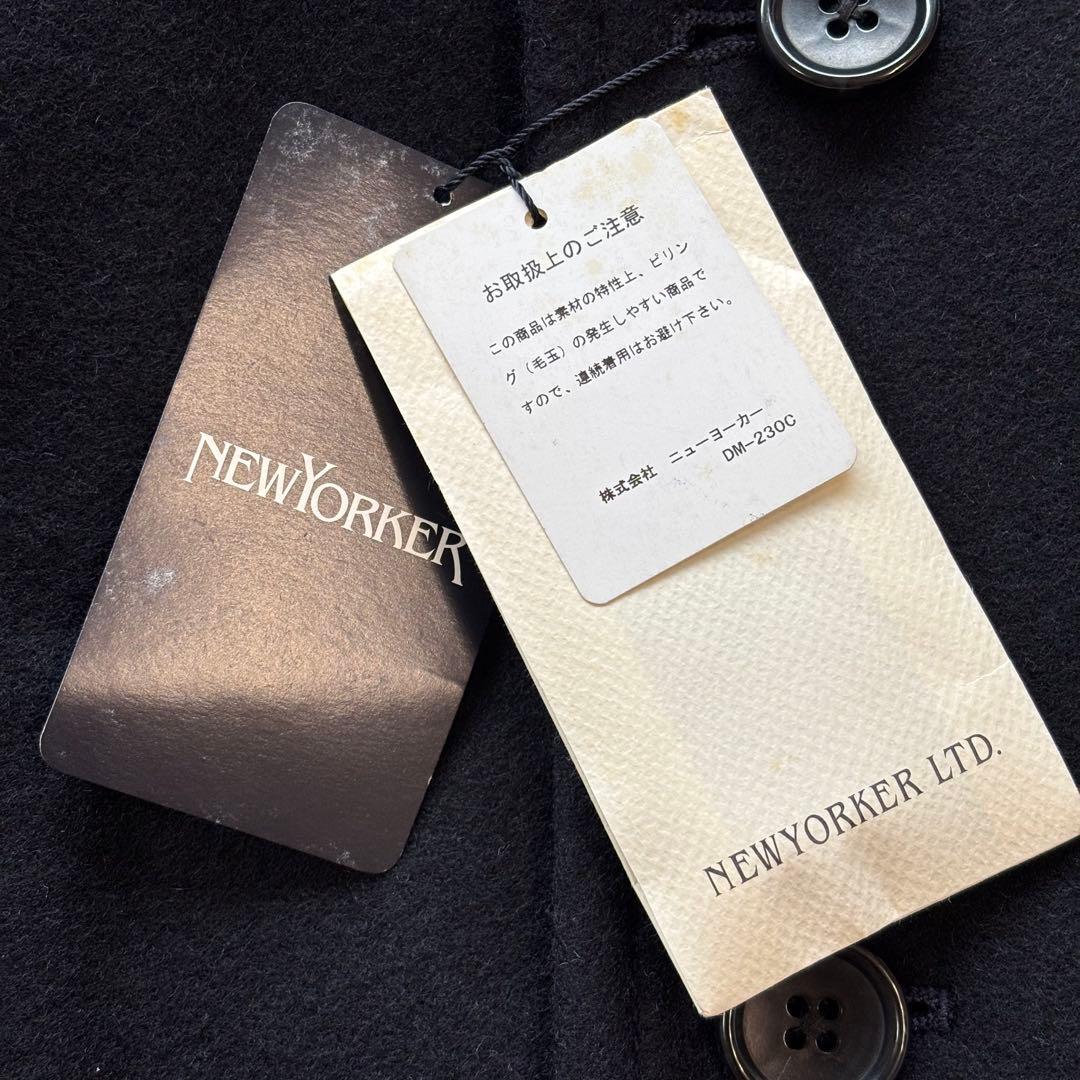 NEWYORKER
お取扱上のご注意
この商品は素材の特性上、ピリン
グ（毛玉）の発生しやすい商品で
すので、連続着用はお避け下さい。
株式会社 ニューヨーカー
DM-230C
NEWYORKER LTD.